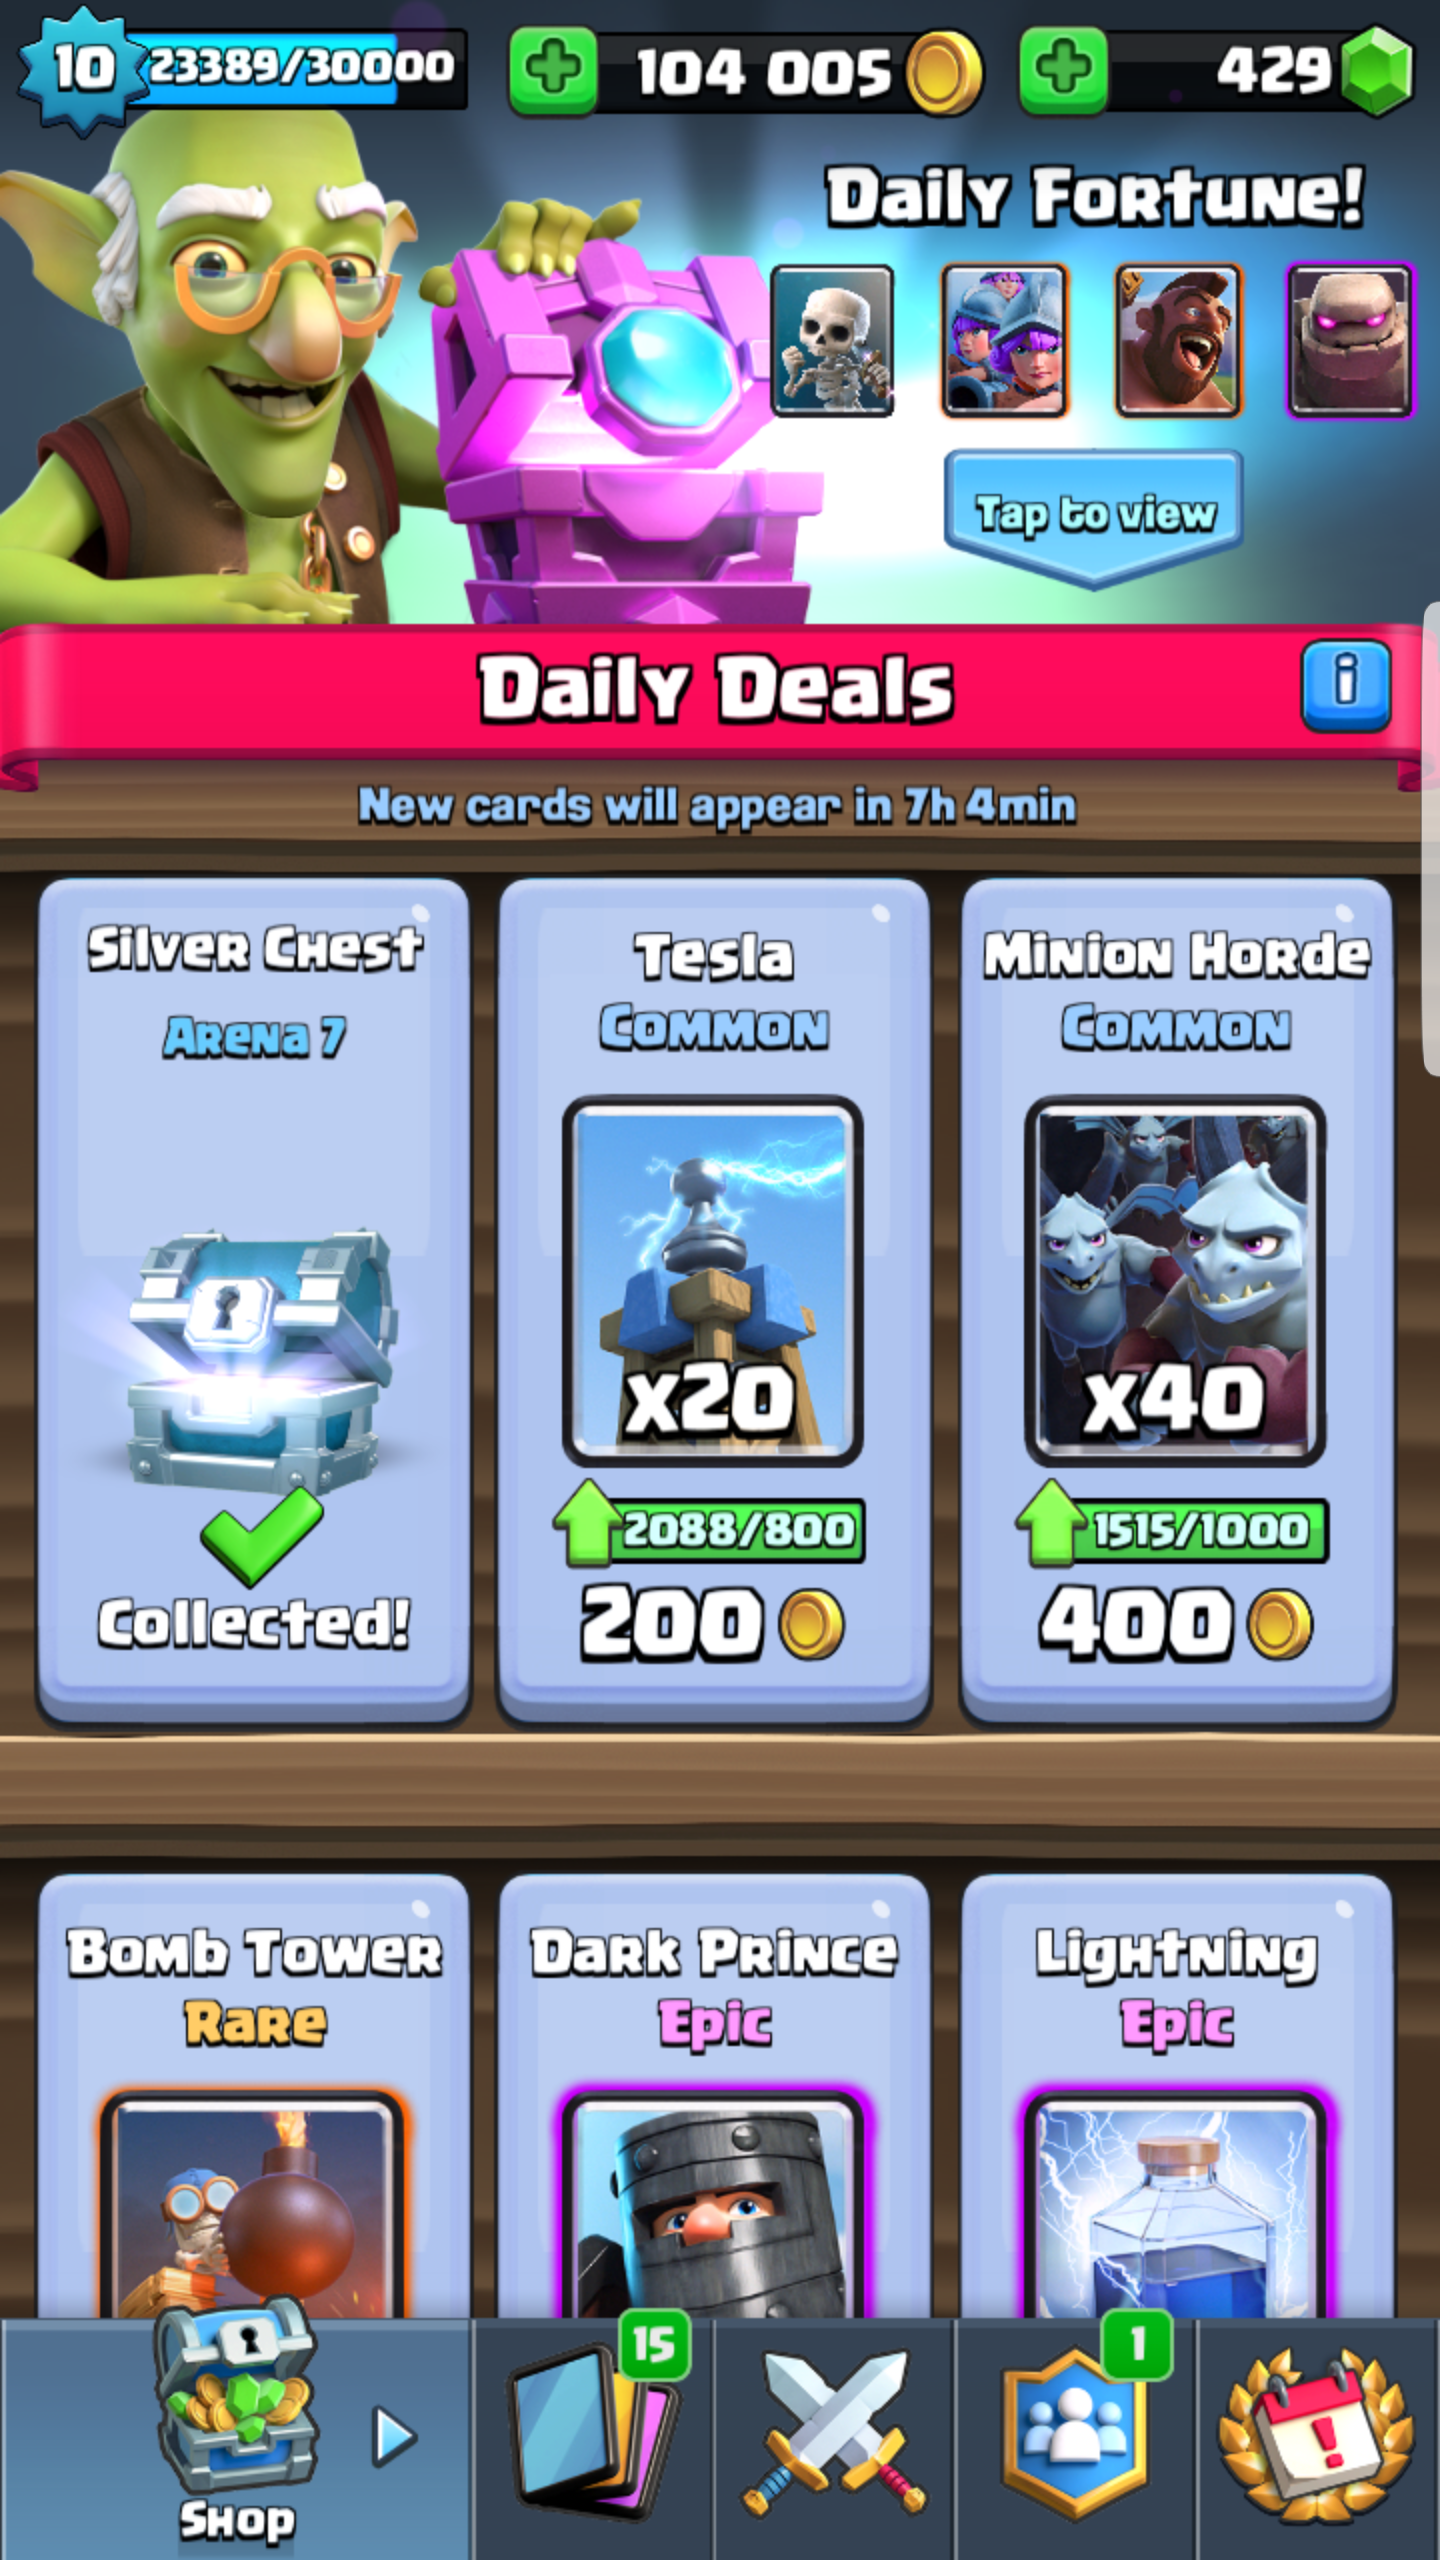 10 23389/30000 104 005 429
Daily Fortune!
Tap to view
Daily Deals
i
New cards will appear in 7h 4min
Silver Chest
Arena 7
Collected!
Tesla
Common
x20
2088/800
200
Minion Horde
Common
x40
1515/1000
400
Bomb Tower
Rare
Dark Prince
Epic
Lightning
Epic
Shop
15
1
!